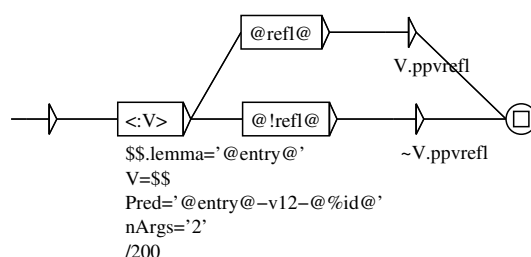 @refl@
V.ppvrefl
<:V>
@!refl@
~V.ppvrefl
$$.lemma='@entry@'
V=$$
Pred='@entry@−v12−@%id@'
nArgs='2'
/200